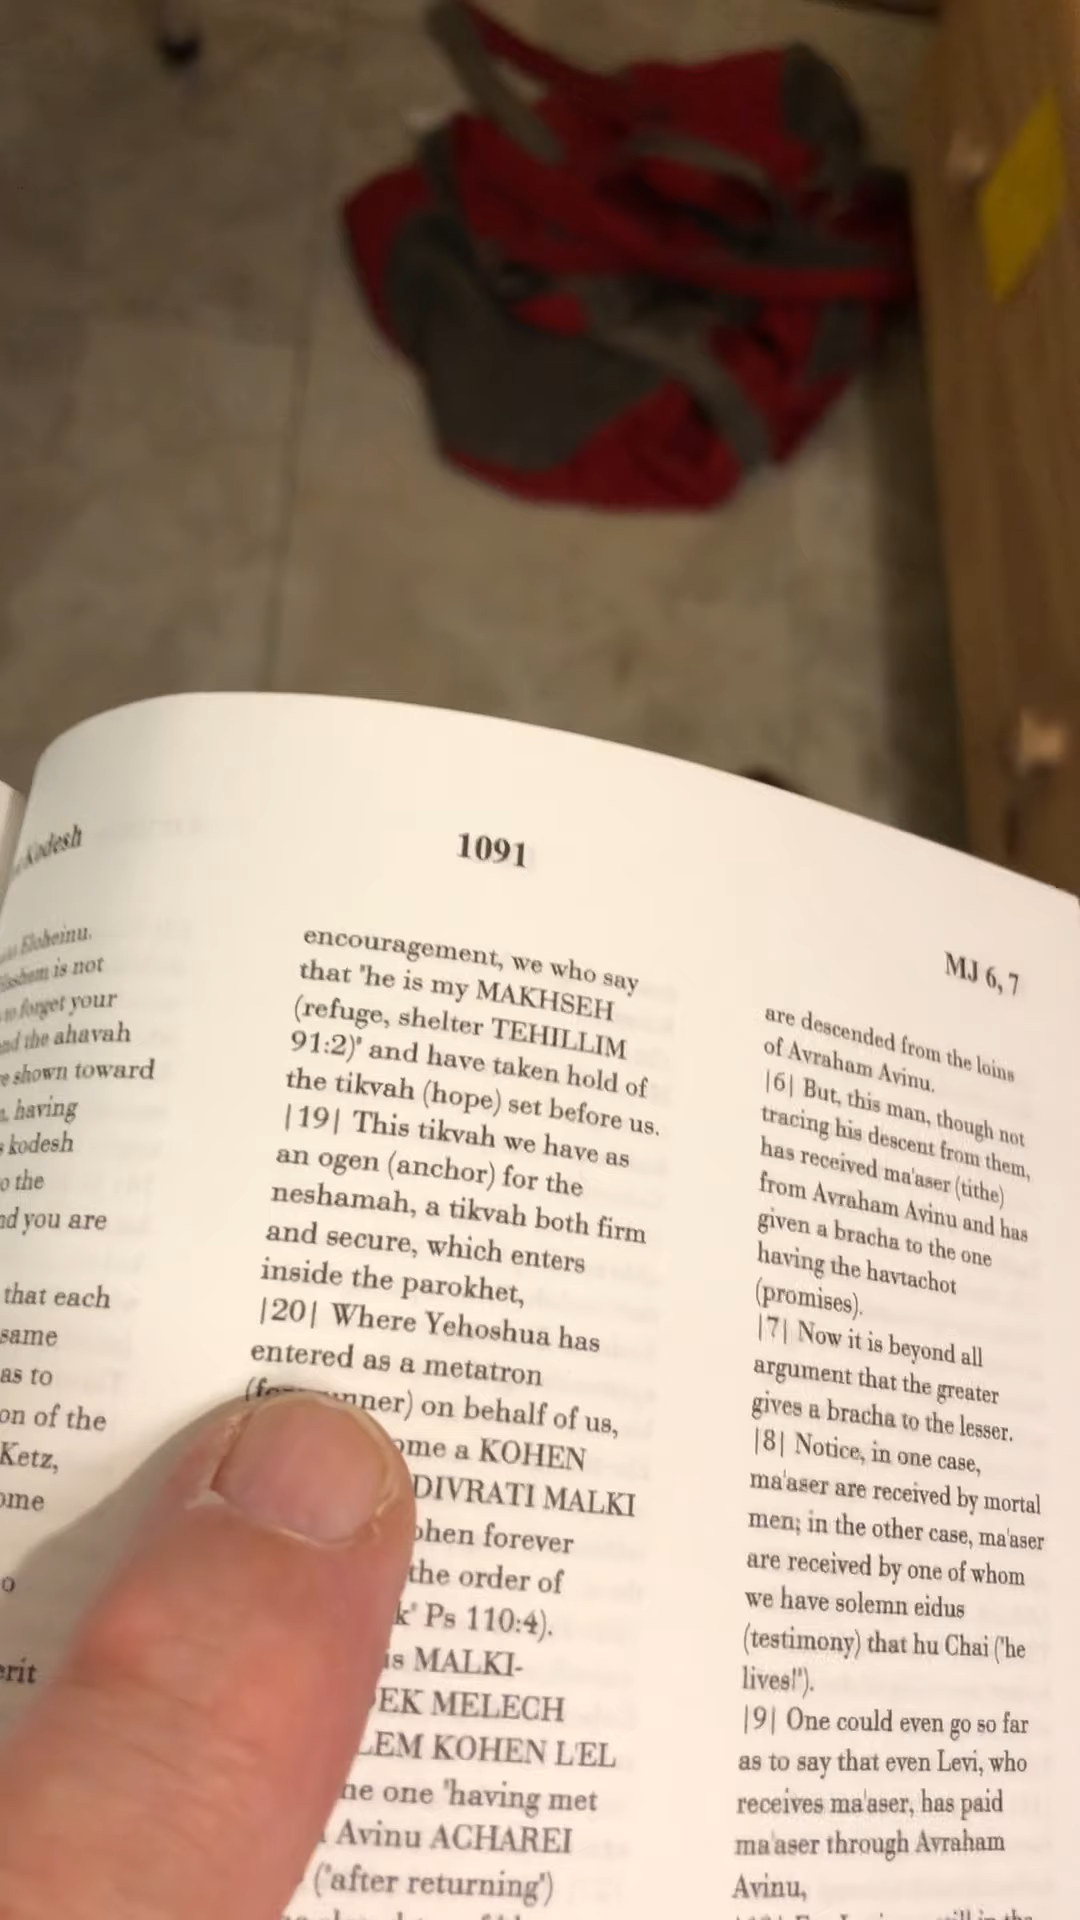 Kodesh
1091
MJ 6, 7
Eloheinu.
is not
to forget your
the ahavah
shown toward
having
kodesh
to the
you are
that each
same
as to
on of the
Ketz,
o
encouragement, we who say
that 'he is my MAKHSEH
(refuge, shelter TEHILLIM
91:2)' and have taken hold of
the tikvah (hope) set before us.
|19| This tikvah we have as
an ogen (anchor) for the
neshamah, a tikvah both firm
and secure, which enters
inside the parokhet,
|20| Where Yehoshua has
entered as a metatron
on behalf of us,
a KOHEN
DIVRATI MALKI
forever
the order of
Ps 110:4).
MALKI-
MELECH
KOHEN L'EL
one 'having met
Avinu ACHAREI
('after returning')
are descended from the loins
of Avraham Avinu.
|6| But, this man, though not
tracing his descent from them,
has received ma'aser (tithe)
from Avraham Avinu and has
given a bracha to the one
having the havtachot
(promises).
|7| Now it is beyond all
argument that the greater
gives a bracha to the lesser.
|8| Notice, in one case,
ma'aser are received by mortal
men; in the other case, ma'aser
are received by one of whom
we have solemn eidus
(testimony) that hu Chai ('he
lives!').
|9| One could even go so far
as to say that even Levi, who
receives ma'aser, has paid
ma'aser through Avraham
Avinu,